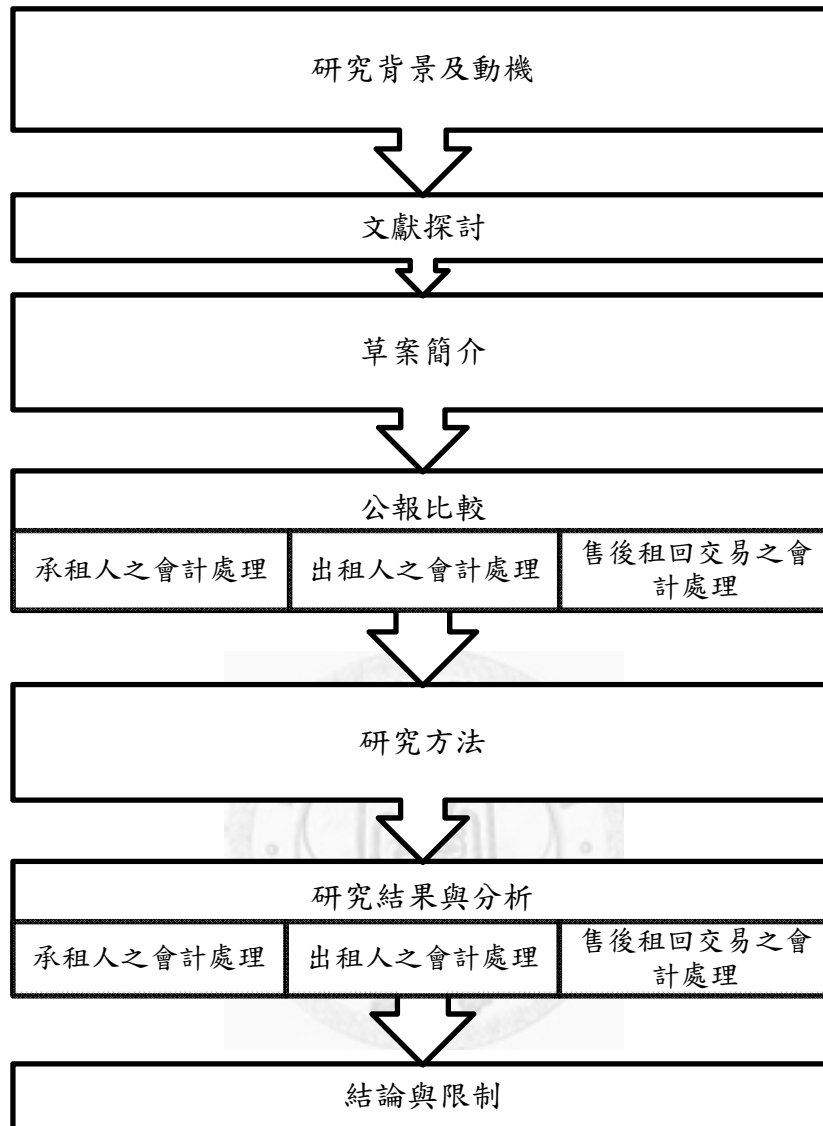 研究背景及動機
文獻探討
草案簡介
公報比較
承租人之會計處理
出租人之會計處理
售後租回交易之會
計處理
研究方法
研究結果與分析
承租人之會計處理
出租人之會計處理
售後租回交易之會
計處理
結論與限制